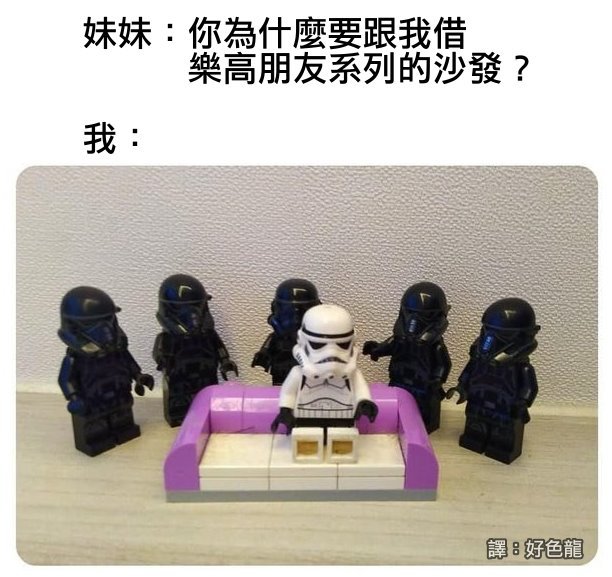 妹妹：你為什麼要跟我借
樂高朋友系列的沙發？
我：
譯：好色龍